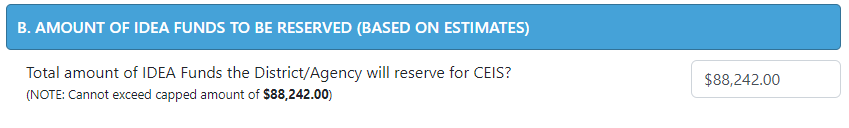 B. AMOUNT OF IDEA FUNDS TO BE RESERVED (BASED ON ESTIMATES)
Total amount of IDEA Funds the District/Agency will reserve for CEIS?
$88,242.00
(NOTE: Cannot exceed capped amount of $88,242.00)